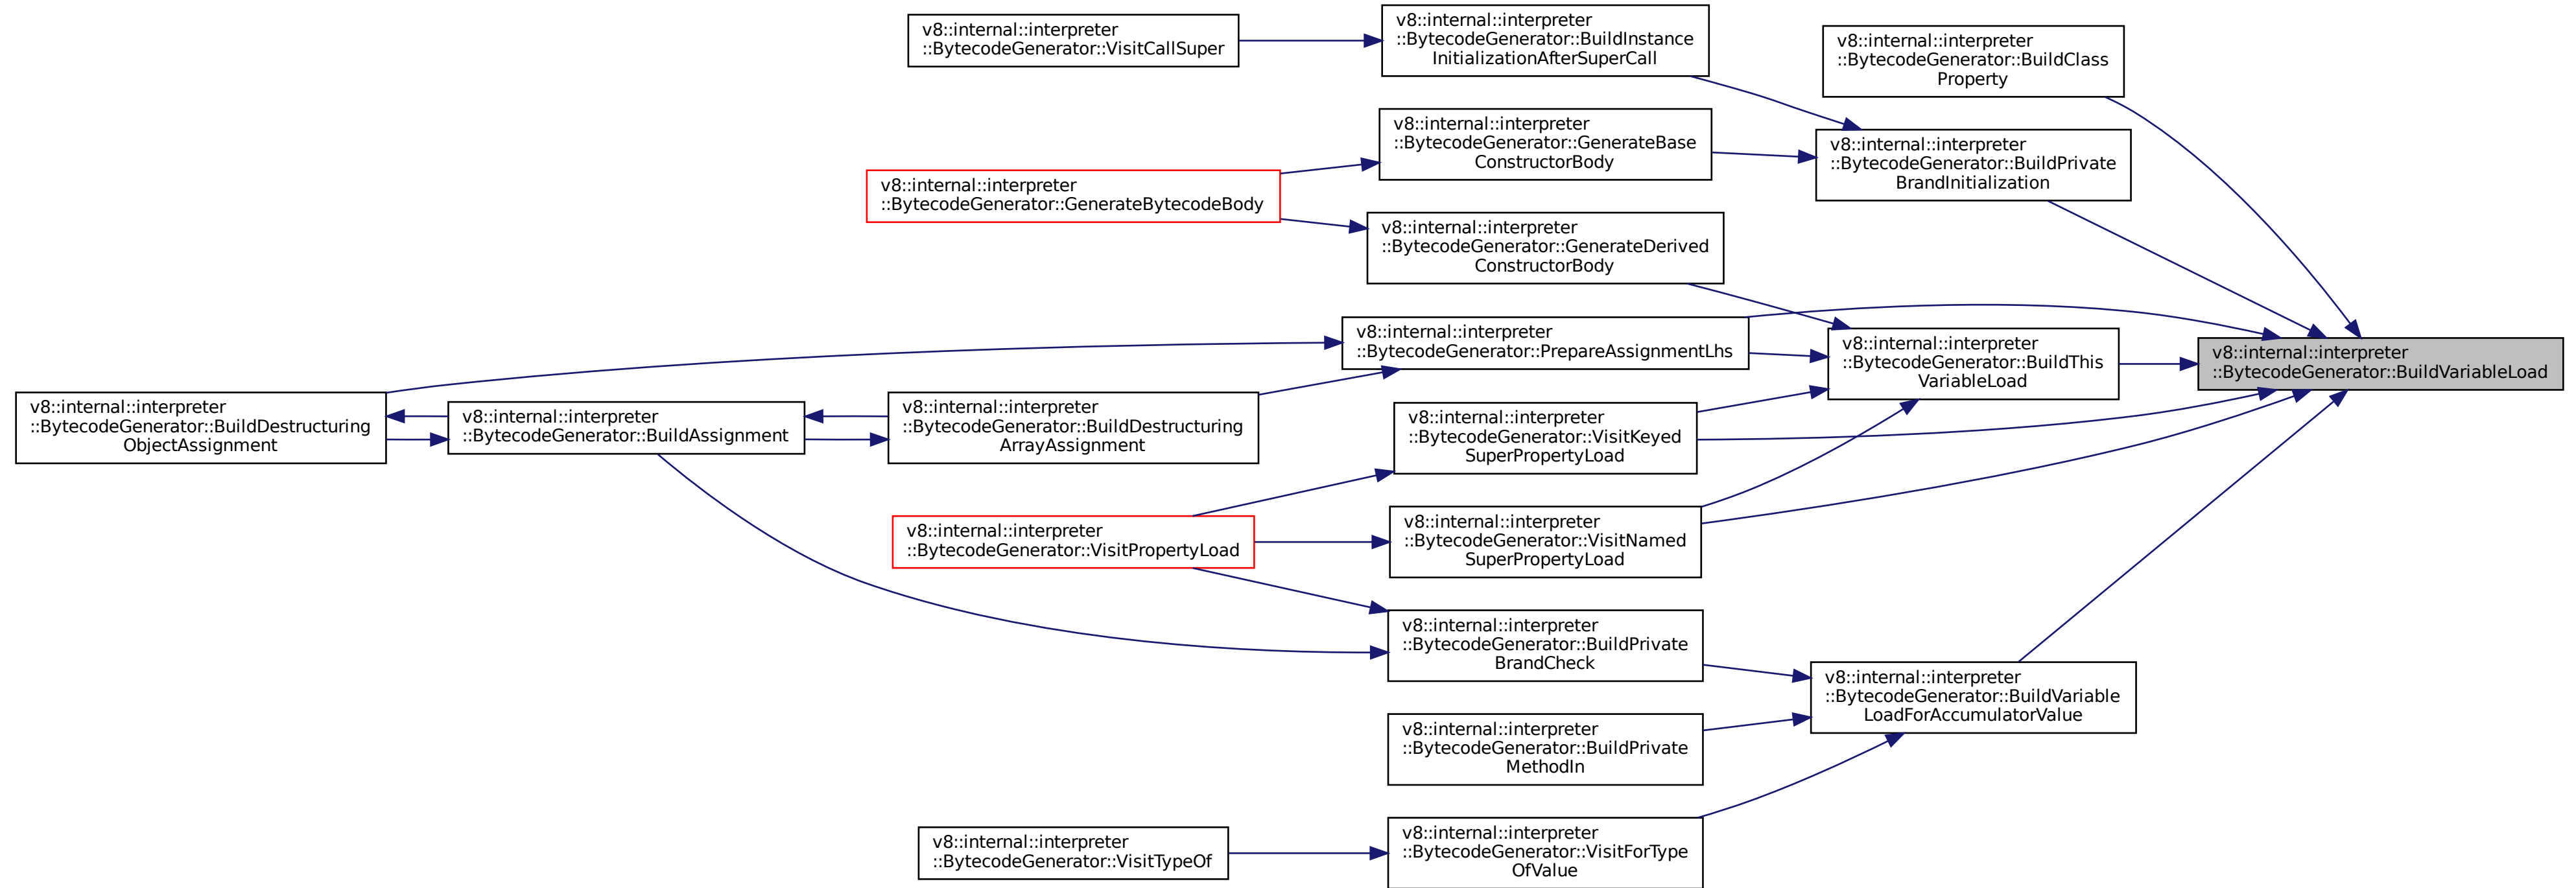 v8::internal::interpreter
::BytecodeGenerator::VisitCallSuper
v8::internal::interpreter
::BytecodeGenerator::BuildInstance
InitializationAfterSuperCall
v8::internal::interpreter
::BytecodeGenerator::BuildClass
Property
v8::internal::interpreter
::BytecodeGenerator::GenerateBase
ConstructorBody
v8::internal::interpreter
::BytecodeGenerator::BuildPrivate
BrandInitialization
v8::internal::interpreter
::BytecodeGenerator::GenerateBytecodeBody
v8::internal::interpreter
::BytecodeGenerator::GenerateDerived
ConstructorBody
v8::internal::interpreter
::BytecodeGenerator::PrepareAssignmentLhs
v8::internal::interpreter
::BytecodeGenerator::BuildThis
VariableLoad
v8::internal::interpreter
::BytecodeGenerator::BuildVariableLoad
v8::internal::interpreter
::BytecodeGenerator::BuildDestructuring
ObjectAssignment
v8::internal::interpreter
::BytecodeGenerator::BuildAssignment
v8::internal::interpreter
::BytecodeGenerator::BuildDestructuring
ArrayAssignment
v8::internal::interpreter
::BytecodeGenerator::VisitKeyed
SuperPropertyLoad
v8::internal::interpreter
::BytecodeGenerator::VisitPropertyLoad
v8::internal::interpreter
::BytecodeGenerator::VisitNamed
SuperPropertyLoad
v8::internal::interpreter
::BytecodeGenerator::BuildPrivate
BrandCheck
v8::internal::interpreter
::BytecodeGenerator::BuildVariable
LoadForAccumulatorValue
v8::internal::interpreter
::BytecodeGenerator::BuildPrivate
MethodIn
v8::internal::interpreter
::BytecodeGenerator::VisitTypeOf
v8::internal::interpreter
::BytecodeGenerator::VisitForType
OfValue